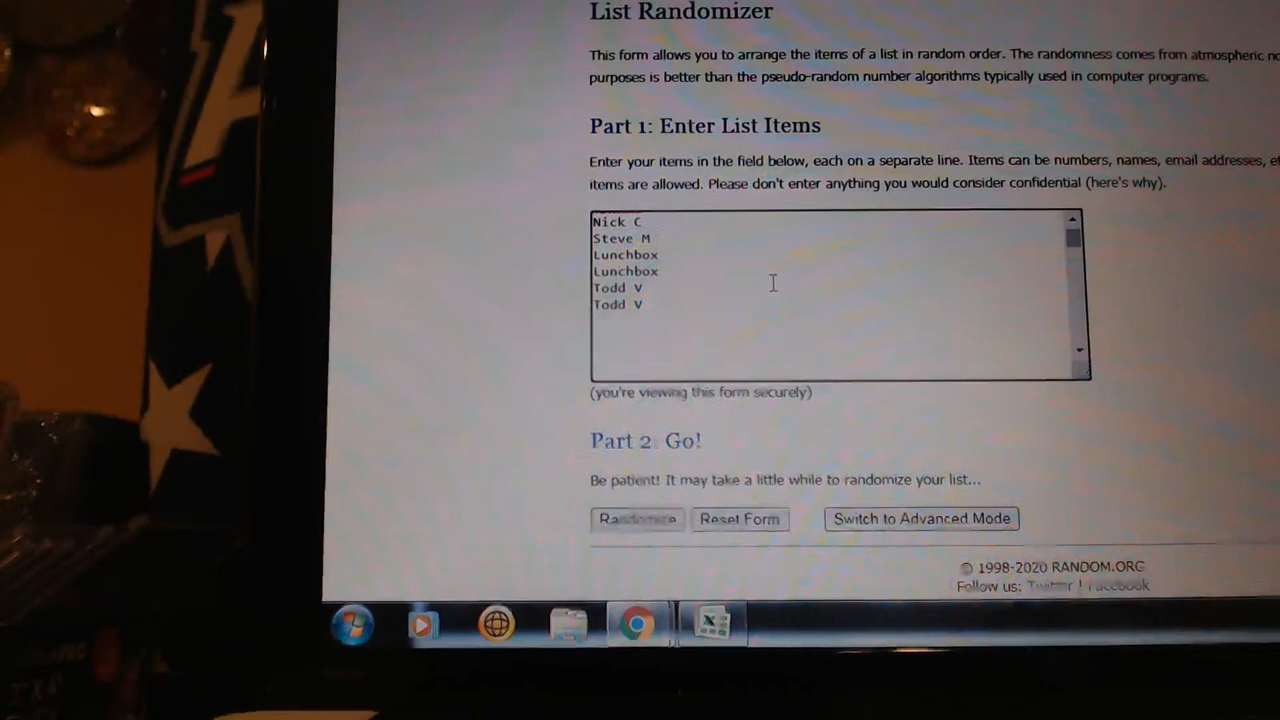 List Randomizer
This form allows you to arrange the items of a list in random order. The randomness comes from atmospheric
purposes is better than the pseudo-random number algorithms typically used in computer programs.
Part 1: Enter List Items
Enter your items in the field below, each on a separate line. Items can be numbers, names, email addresses,
items are allowed. Please don't enter anything you would consider confidential (here's why).
Nick C
Steve M
Lunchbox
Lunchbox
Todd V
Todd V
(you're viewing this form securely)
Part 2. Go!
Be patient! It may take a little while to randomize your list...
Randomize Reset Form Switch to Advanced Mode
© 1998-2020 RANDOM.ORG
Follow us: Twitter | Facebook